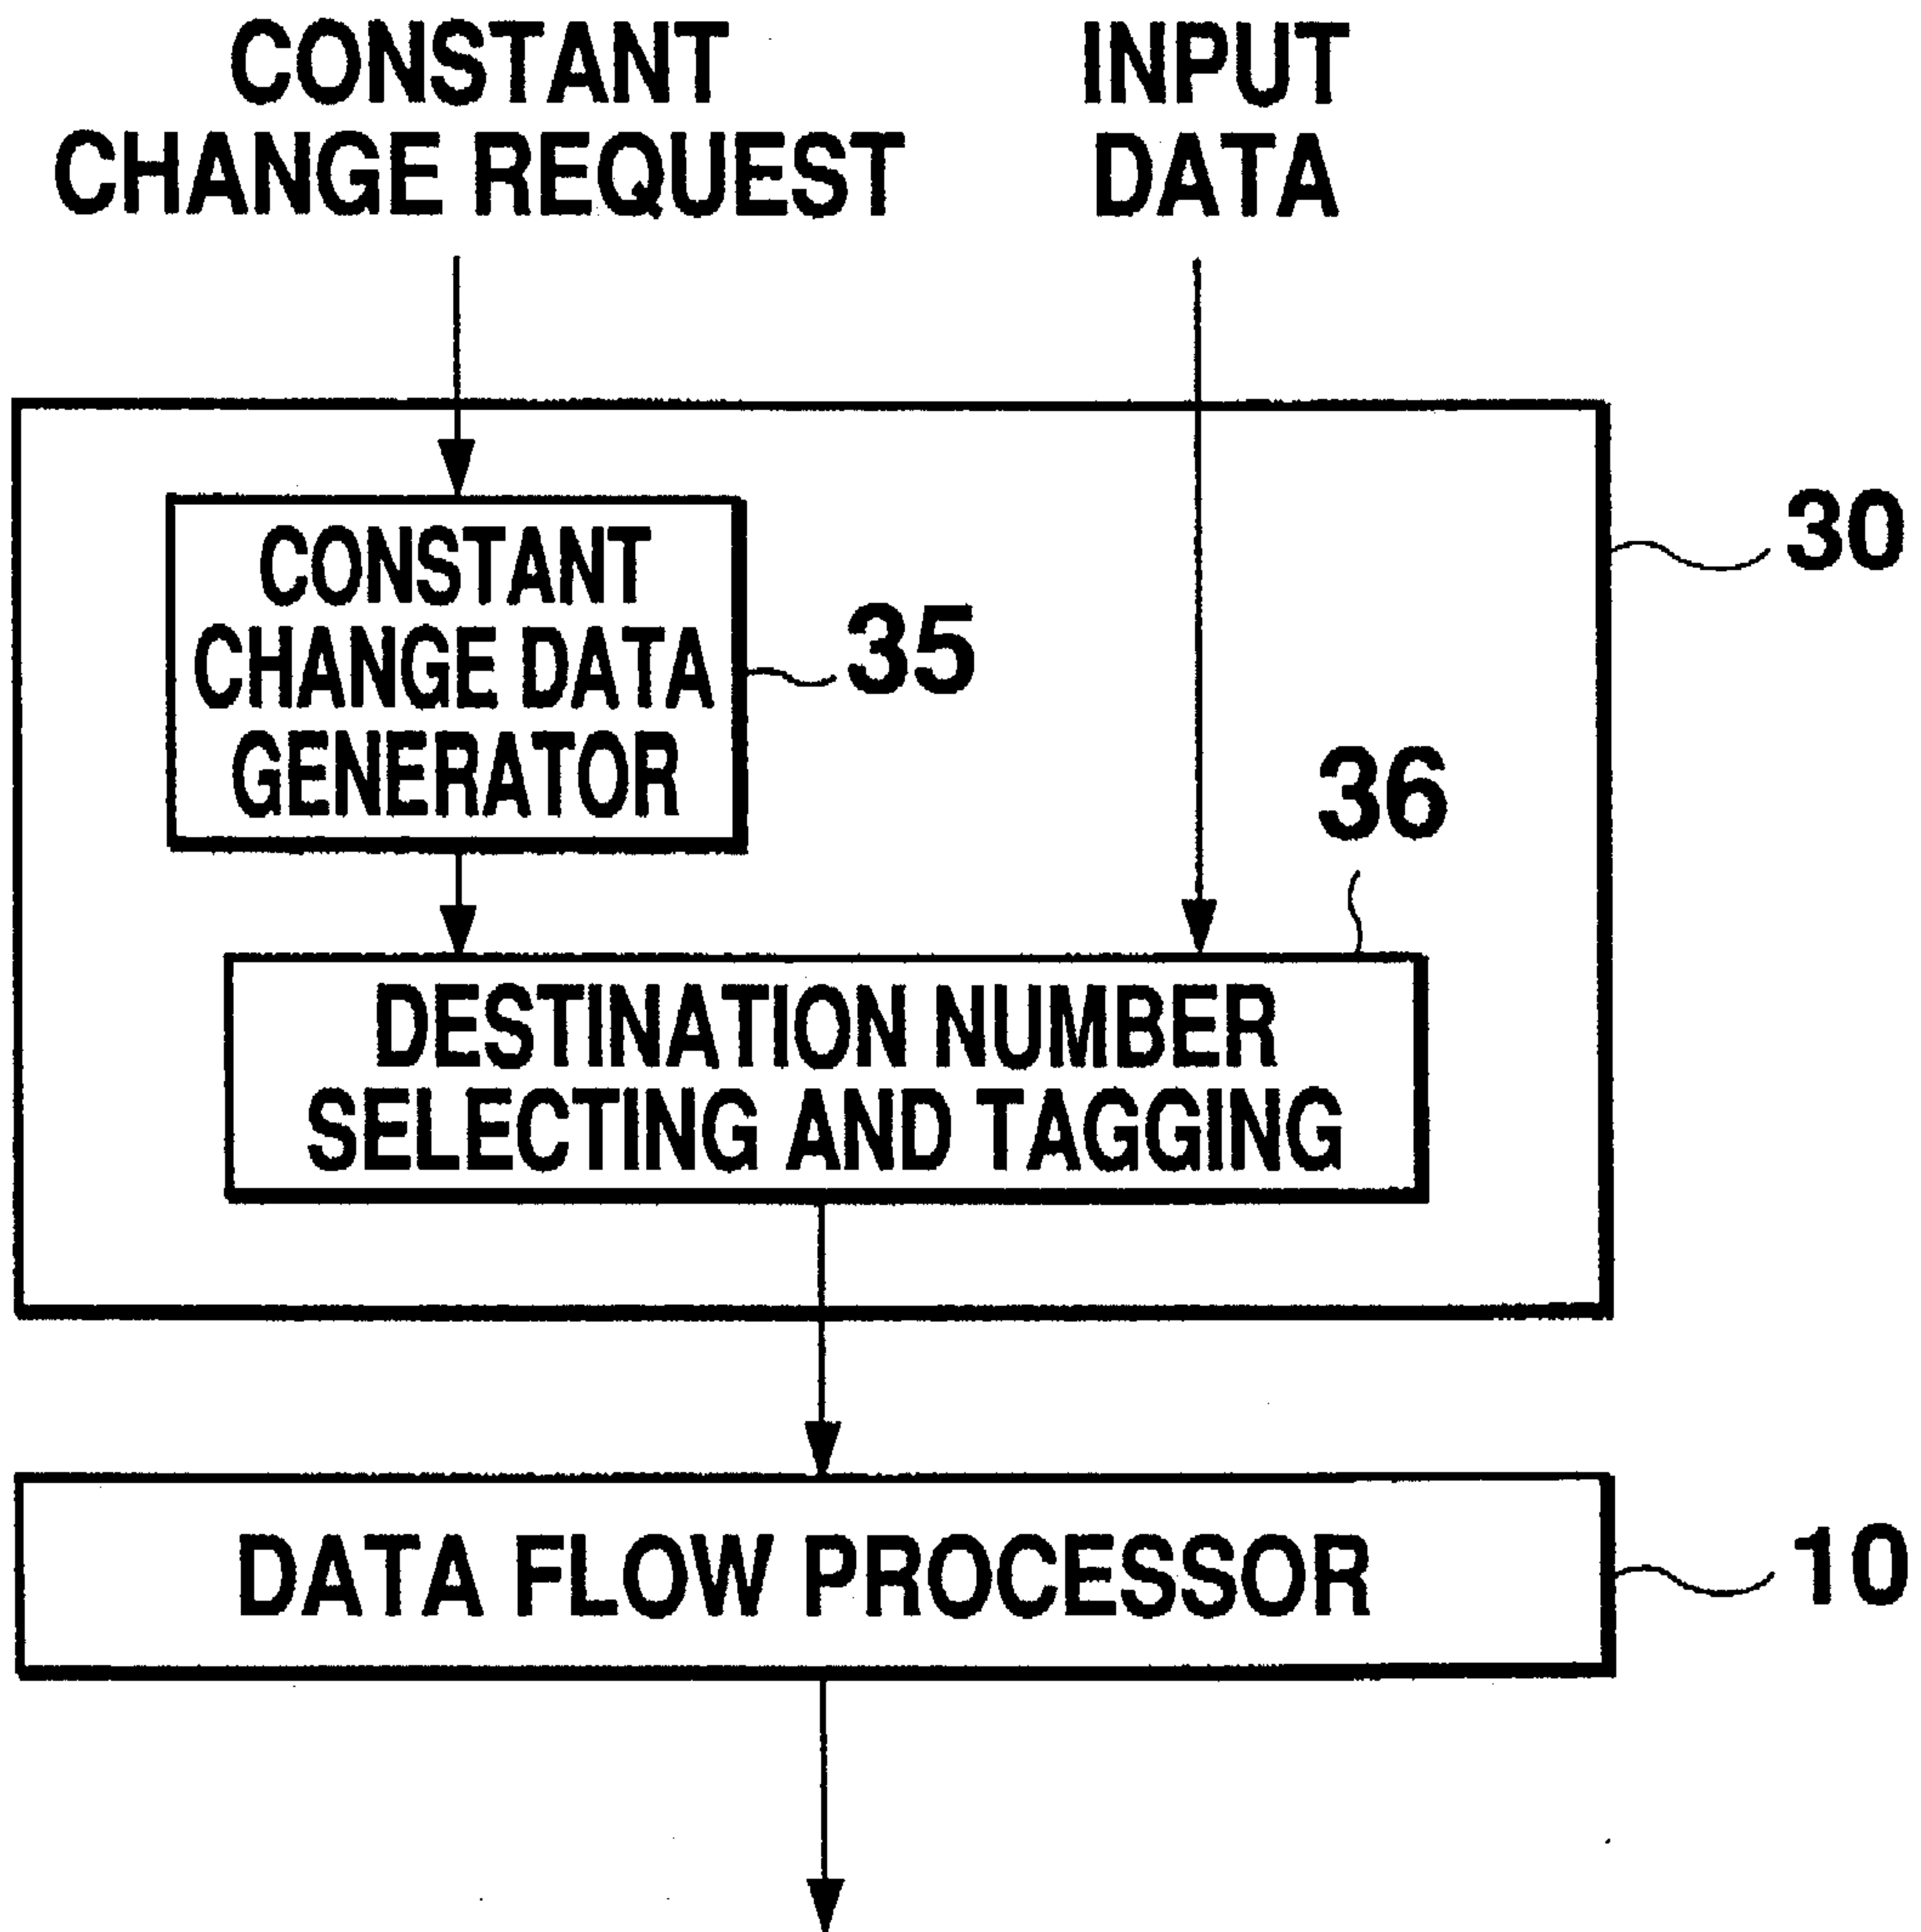 CONSTANT
CHANGE REQUEST
INPUT
DATA
30
CONSTANT
CHANGE DATA
GENERATOR
35
36
DESTINATION NUMBER
SELECTING AND TAGGING
DATA FLOW PROCESSOR
10